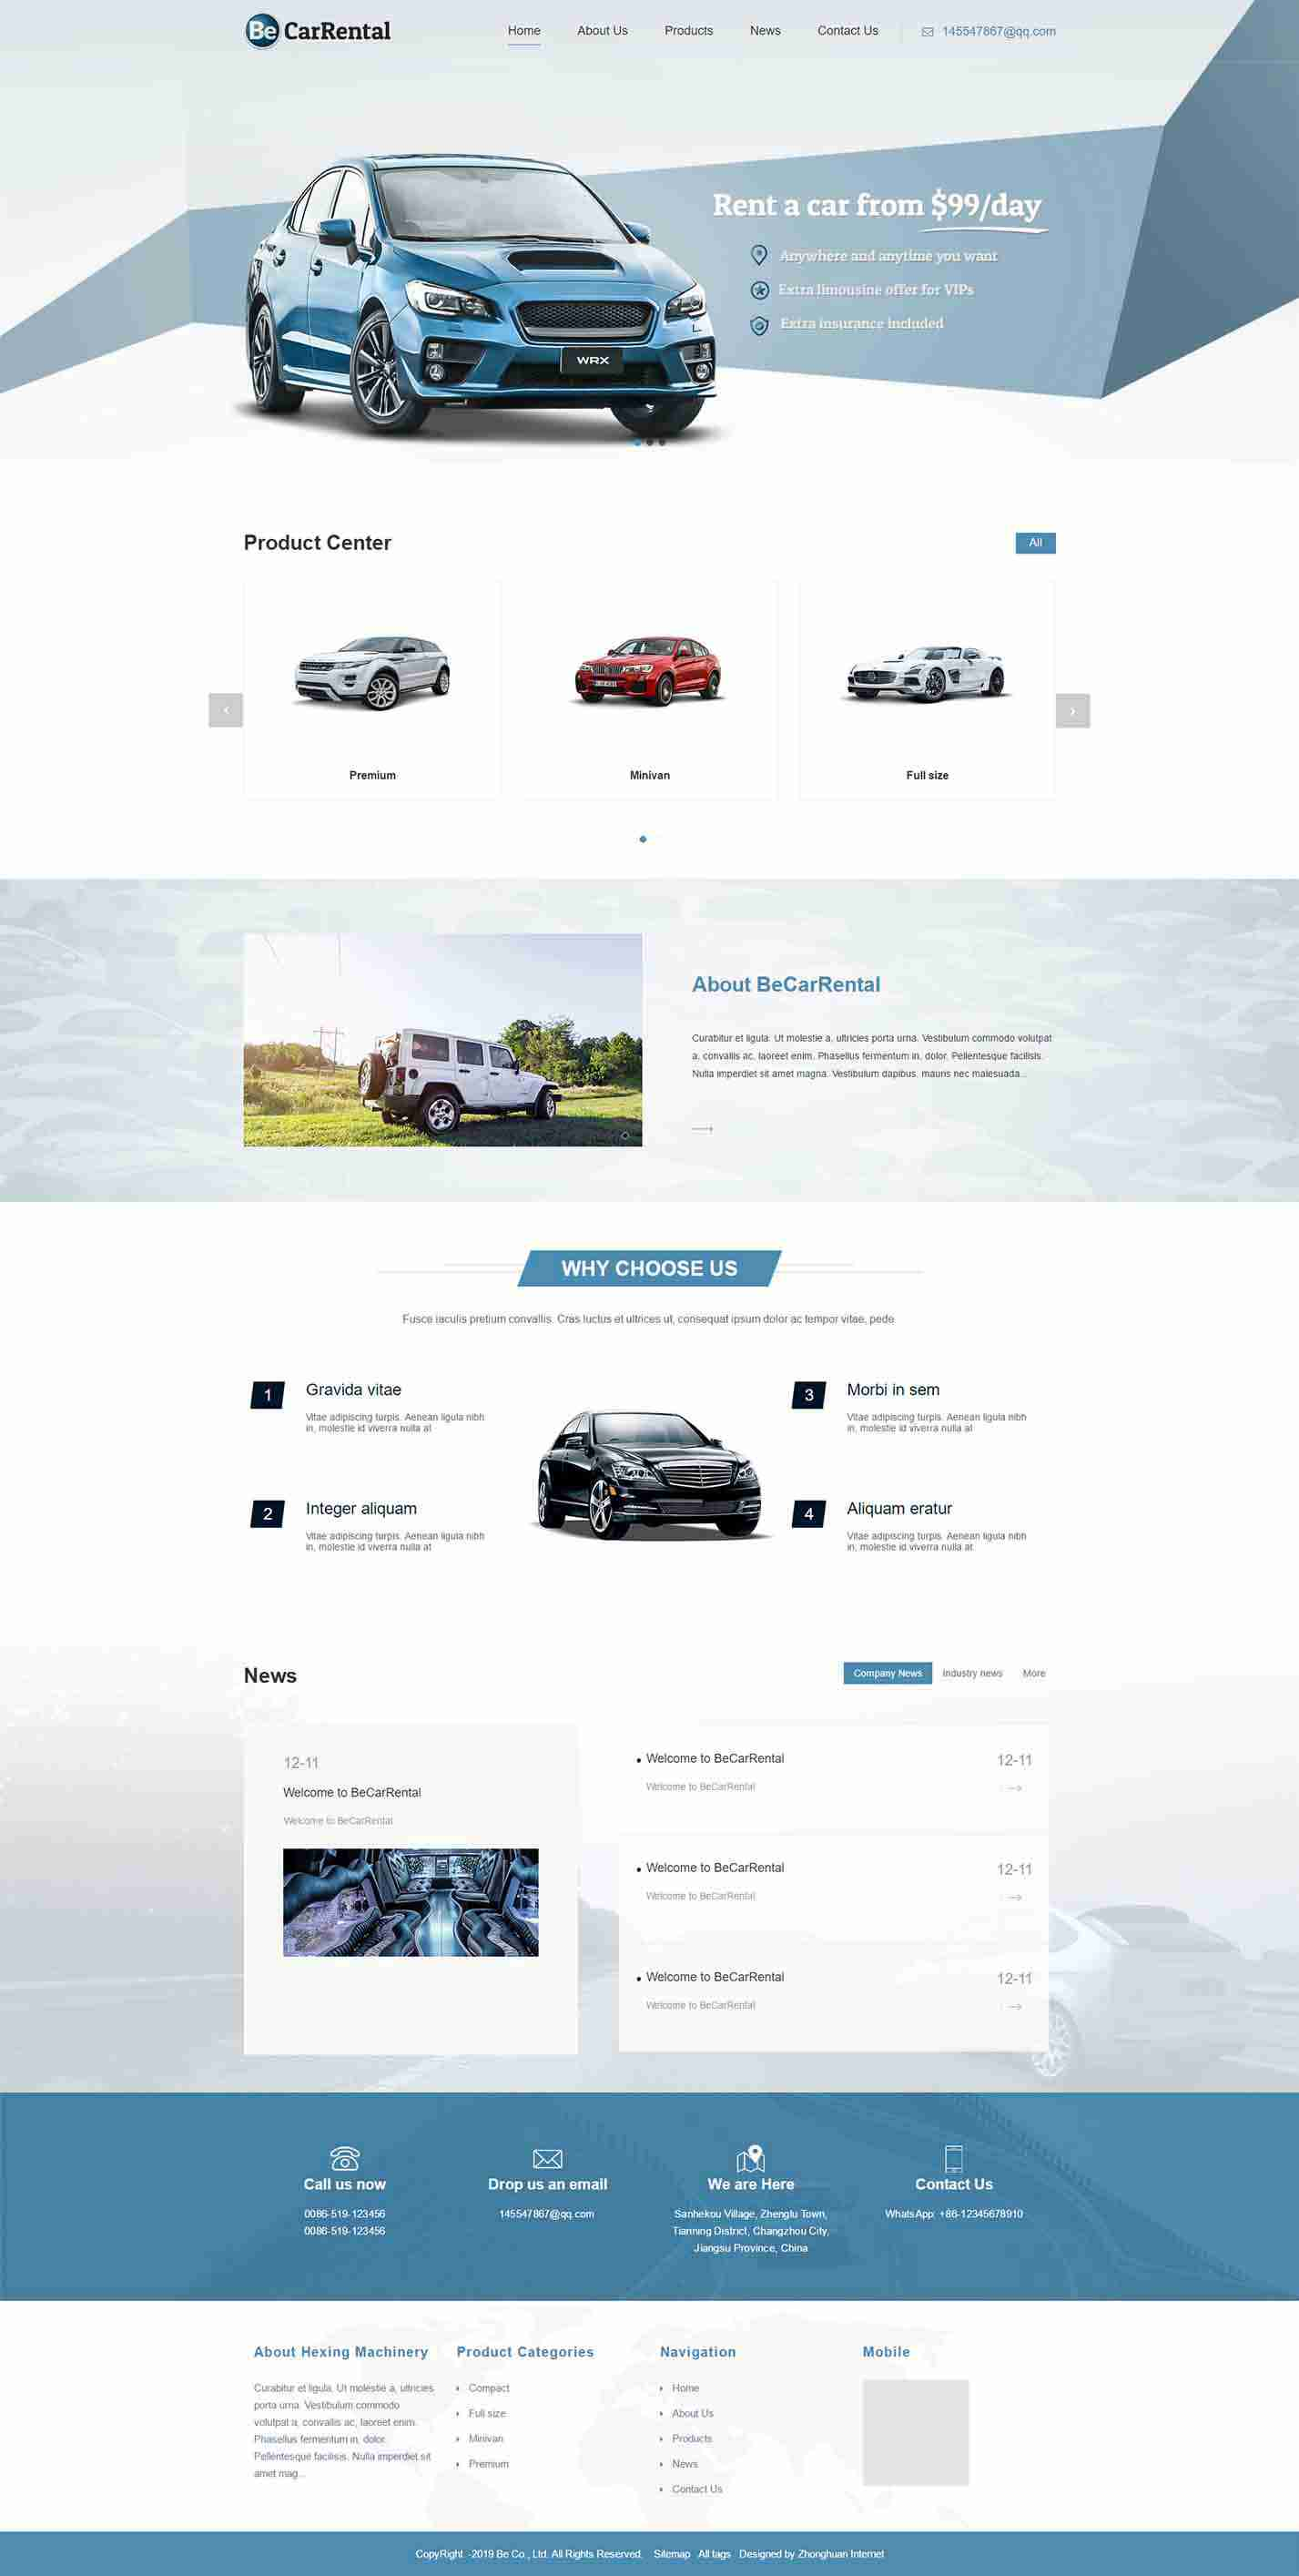 Be CarRental
Home
About Us
Products
News
Contact Us
145547867@qq.com
Rent a car from $99/day
Anywhere and anytime you want
Extra limousine offer for VIPs
Extra insurance included
WRX
Product Center
All
Premium
Minivan
Full size
About BeCarRental
Curabitur et ligula. Ut molestie a, ultricies porta urna. Vestibulum commodo volutpat
a, convallis ac, laoreet enim. Phasellus fermentum in, dolor. Pellentesque facilisis.
Nulla imperdiet sit amet magna. Vestibulum dapibus, mauris nec malesuada...
WHY CHOOSE US
Fusce iaculis pretium convallis. Cras luctus et ultrices ut, consequat ipsum dolor ac tempor vitae, pede
1
Gravida vitae
Vitae adipiscing turpis. Aenean ligula nibh
in, molestie id viverra nulla at
3
Morbi in sem
Vitae adipiscing turpis. Aenean ligula nibh
in, molestie id viverra nulla at
2
Integer aliquam
Vitae adipiscing turpis. Aenean ligula nibh
in, molestie id viverra nulla at
4
Aliquam eratur
Vitae adipiscing turpis. Aenean ligula nibh
in, molestie id viverra nulla at
News
Company News
Industry news
More
12-11
Welcome to BeCarRental
Welcome to BeCarRental
Welcome to BeCarRental
12-11
Welcome to BeCarRental
Welcome to BeCarRental
12-11
Welcome to BeCarRental
Welcome to BeCarRental
12-11
Welcome to BeCarRental
Call us now
0086-519-123456
0086-519-123456
Drop us an email
145547867@qq.com
We are Here
Sanhekou Village, Zhenglu Town,
Tianning District, Changzhou City,
Jiangsu Province, China
Contact Us
WhatsApp: +86-12345678910
About Hexing Machinery
Curabitur et ligula. Ut molestie a, ultricies
porta urna. Vestibulum commodo
volutpat a, convallis ac, laoreet enim.
Phasellus fermentum in, dolor.
Pellentesque facilisis. Nulla imperdiet sit
amet mag...
Product Categories
Compact
Full size
Minivan
Premium
Navigation
Home
About Us
Products
News
Contact Us
Mobile
CopyRight -2019 Be Co., Ltd. All Rights Reserved. Sitemap All tags Designed by Zhonghuan Internet